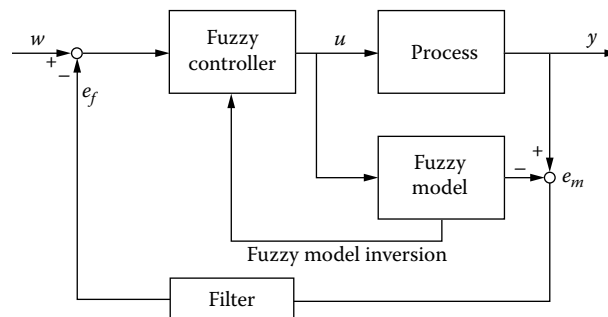 w
+
−
e_f
Fuzzy
controller
u
Process
y
Fuzzy
model
−
+
e_m
Fuzzy model inversion
Filter